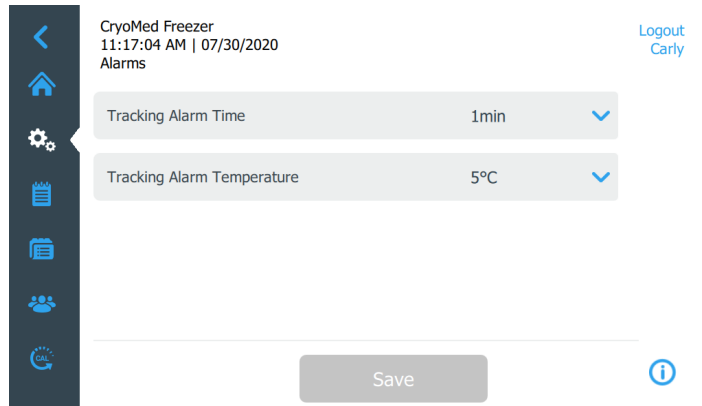 CryoMed Freezer
11:17:04 AM | 07/30/2020
Alarms
Logout
Carly
Tracking Alarm Time 1min
Tracking Alarm Temperature 5°C
CAL
Save
i